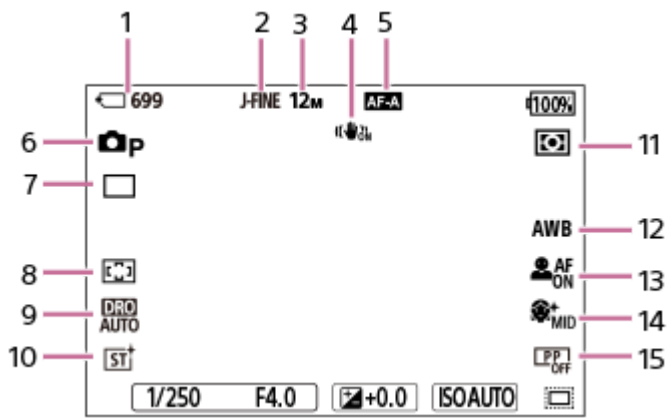 1 2 3 4 5
699 J-FINE 12M AF-A 100%
ON
6 P 11
7
AWB 12
8 AF ON 13
9 DRO AUTO
MID 14
10 ST PP OFF 15
1/250 F4.0 +0.0 ISO AUTO